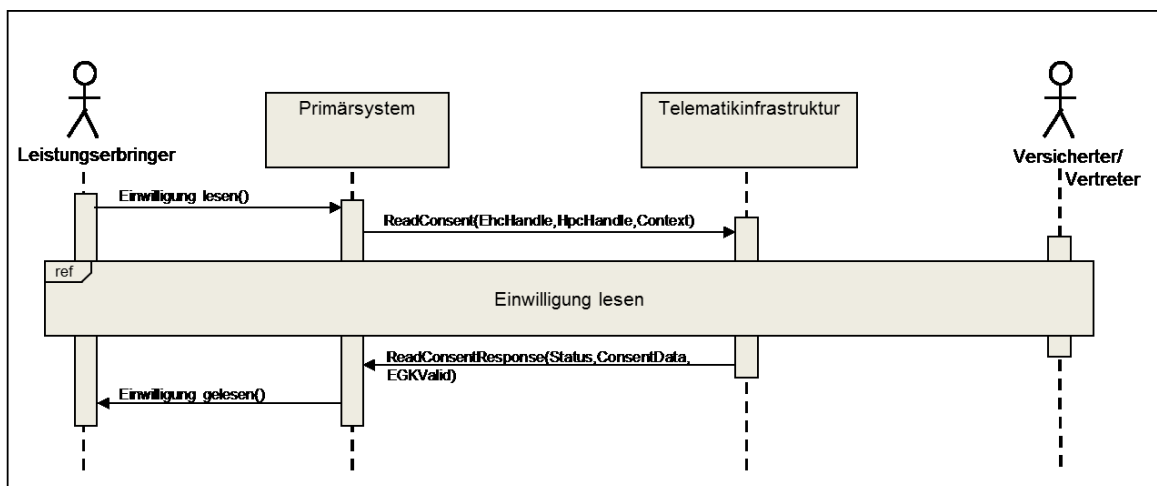 Primärsystem
Telematikinfrastruktur
Leistungserbringer
Versicherter/
Vertreter
Einwilligung lesen()
ReadConsent(EhcHandle,HpcHandle,Context)
ref
Einwilligung lesen
ReadConsentResponse(Status,ConsentData,
EGKValid)
Einwilligung gelesen()